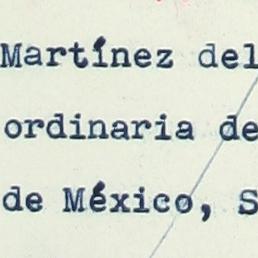 Martínez del
ordinaria de
de México, S